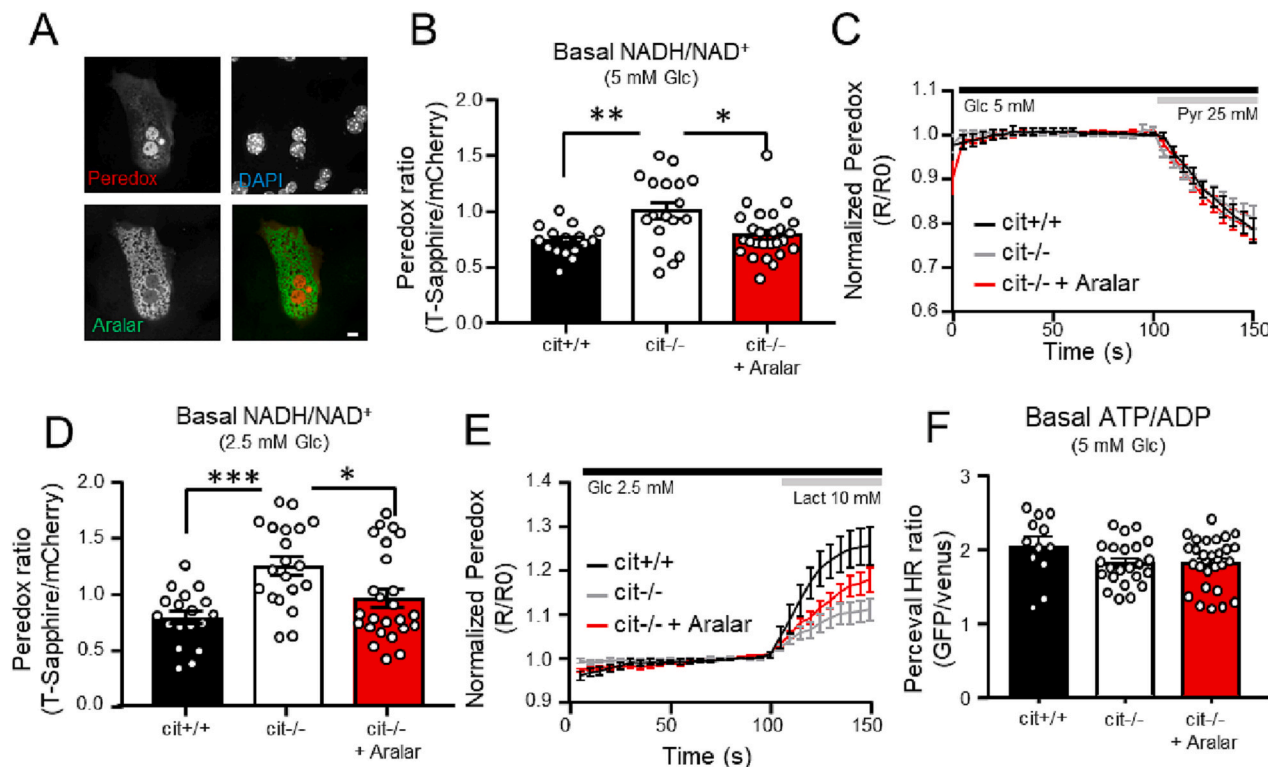 A
Peredox
DAPI
Aralar
B
Basal NADH/NAD⁺
(5 mM Glc)
Peredox ratio
(T-Sapphire/mCherry)
2.0
1.5
1.0
0.5
0.0
**
*
cit+/+
cit-/-
cit-/-
+ Aralar
C
Normalized Peredox
(R/R0)
1.1
1.0
0.9
0.8
0.7
0.6
Glc 5 mM
Pyr 25 mM
cit+/+
cit-/-
cit-/- + Aralar
0
50
100
150
Time (s)
D
Basal NADH/NAD⁺
(2.5 mM Glc)
Peredox ratio
(T-Sapphire/mCherry)
2.0
1.5
1.0
0.5
0.0
***
*
cit+/+
cit-/-
cit-/-
+ Aralar
E
Normalized Peredox
(R/R0)
1.4
1.3
1.2
1.1
1.0
0.9
Glc 2.5 mM
Lact 10 mM
cit+/+
cit-/-
cit-/- + Aralar
0
50
100
150
Time (s)
F
Basal ATP/ADP
(5 mM Glc)
Perceval HR ratio
(GFP/venus)
3
2
1
0
cit+/+
cit-/-
cit-/-
+ Aralar